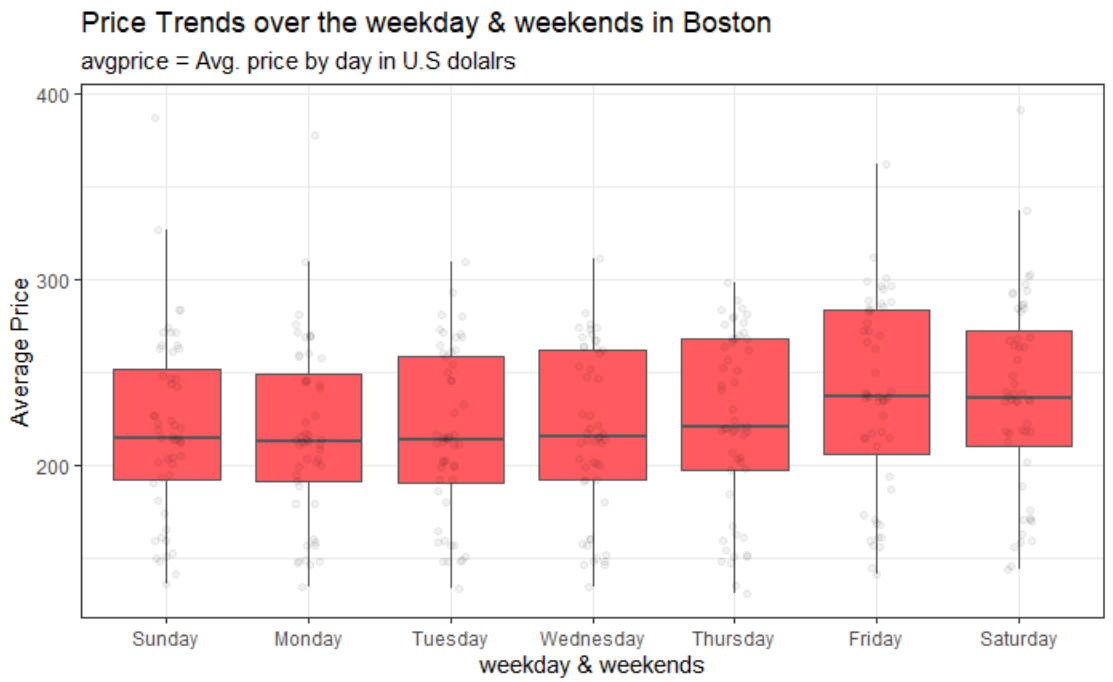 Price Trends over the weekday & weekends in Boston
avgprice = Avg. price by day in U.S dolalrs
400
300
200
Average Price
Sunday Monday Tuesday Wednesday Thursday Friday Saturday
weekday & weekends